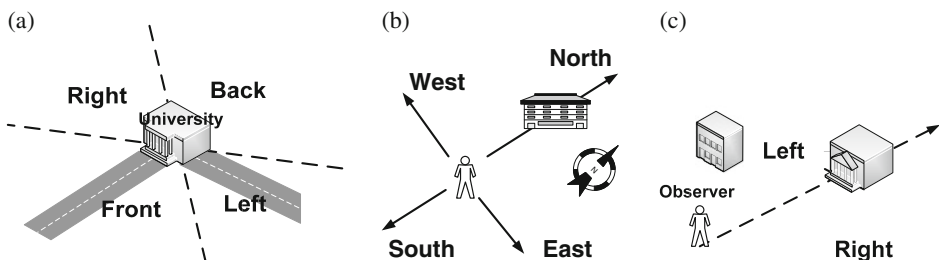 (a)
Right
Back
University
Front
Left
(b)
North
West
N
South
East
(c)
Left
Observer
Right